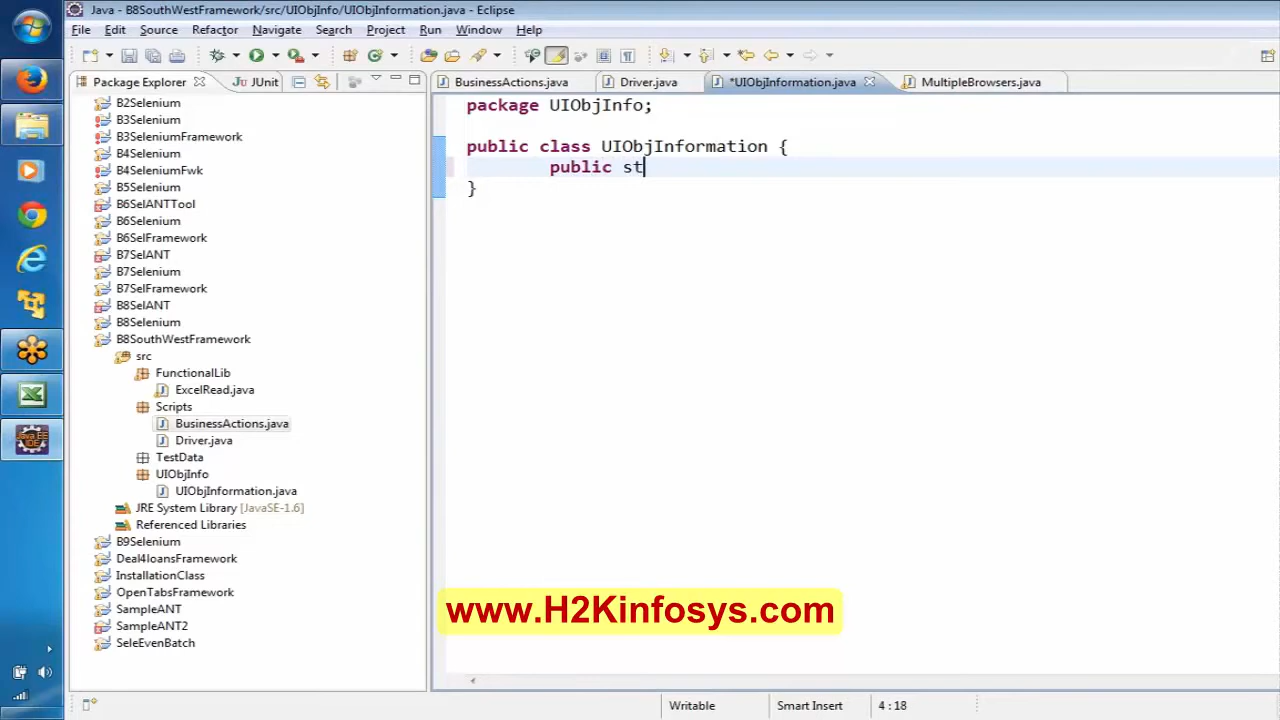 Java - B8SouthWestFramework/src/UIObjInfo/UIObjInformation.java - Eclipse
File Edit Source Refactor Navigate Search Project Run Window Help
Package Explorer JUnit
BusinessActions.java Driver.java *UIObjInformation.java MultipleBrowsers.java
B2Selenium
B3Selenium
B3SeleniumFramework
B4Selenium
B4SeleniumFwk
B5Selenium
B6SelANTTool
B6Selenium
B6SelFramework
B7SelANT
B7Selenium
B7SelFramework
B8SelANT
B8Selenium
B8SouthWestFramework
src
FunctionalLib
ExcelRead.java
Scripts
BusinessActions.java
Driver.java
TestData
UIObjInfo
UIObjInformation.java
JRE System Library [JavaSE-1.6]
Referenced Libraries
B9Selenium
Deal4loansFramework
InstallationClass
OpenTabsFramework
SampleANT
SampleANT2
SeleEvenBatch
package UIObjInfo;
public class UIObjInformation {
public st
}
www.H2Kinfosys.com
Java EE
IDE
Writable Smart Insert 4 : 18